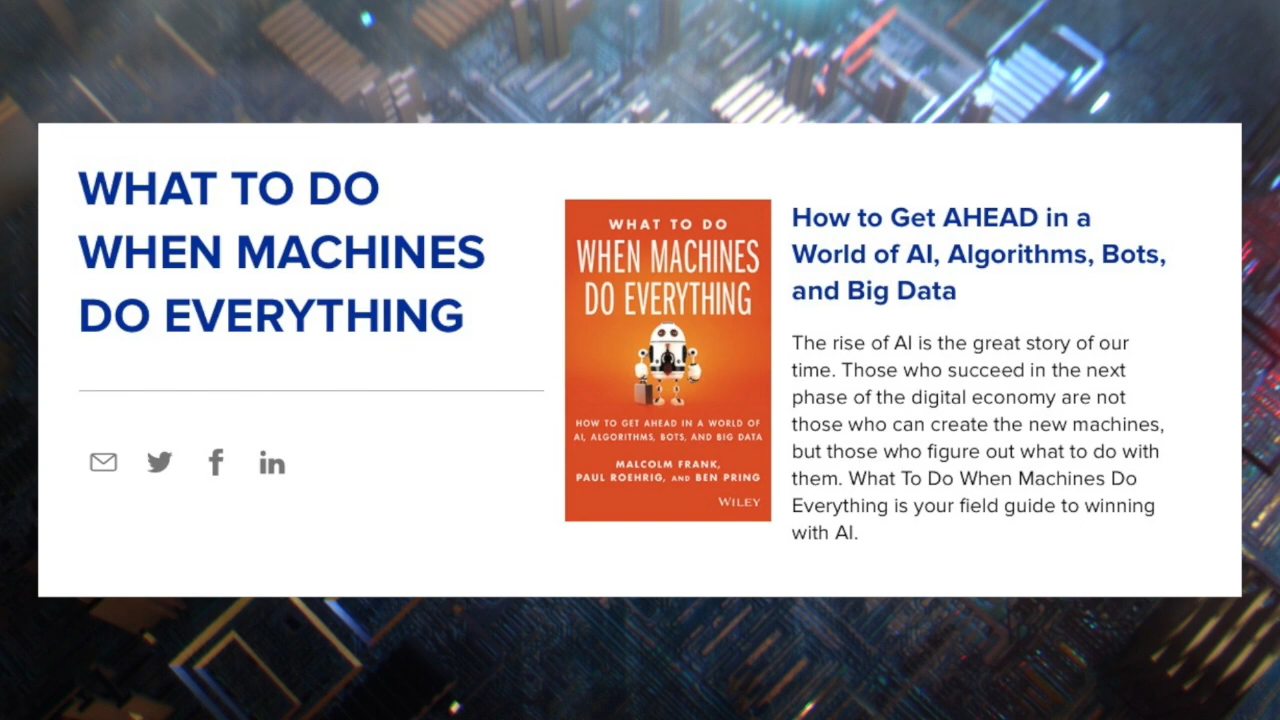 WHAT TO DO
WHEN MACHINES
DO EVERYTHING
WHAT TO DO
WHEN MACHINES
DO EVERYTHING
HOW TO GET AHEAD IN A WORLD OF
AI, ALGORITHMS, BOTS, AND BIG DATA
MALCOLM FRANK,
PAUL ROEHRIG, AND BEN PRING
WILEY
How to Get AHEAD in a
World of AI, Algorithms, Bots,
and Big Data
The rise of AI is the great story of our
time. Those who succeed in the next
phase of the digital economy are not
those who can create the new machines,
but those who figure out what to do with
them. What To Do When Machines Do
Everything is your field guide to winning
with AI.